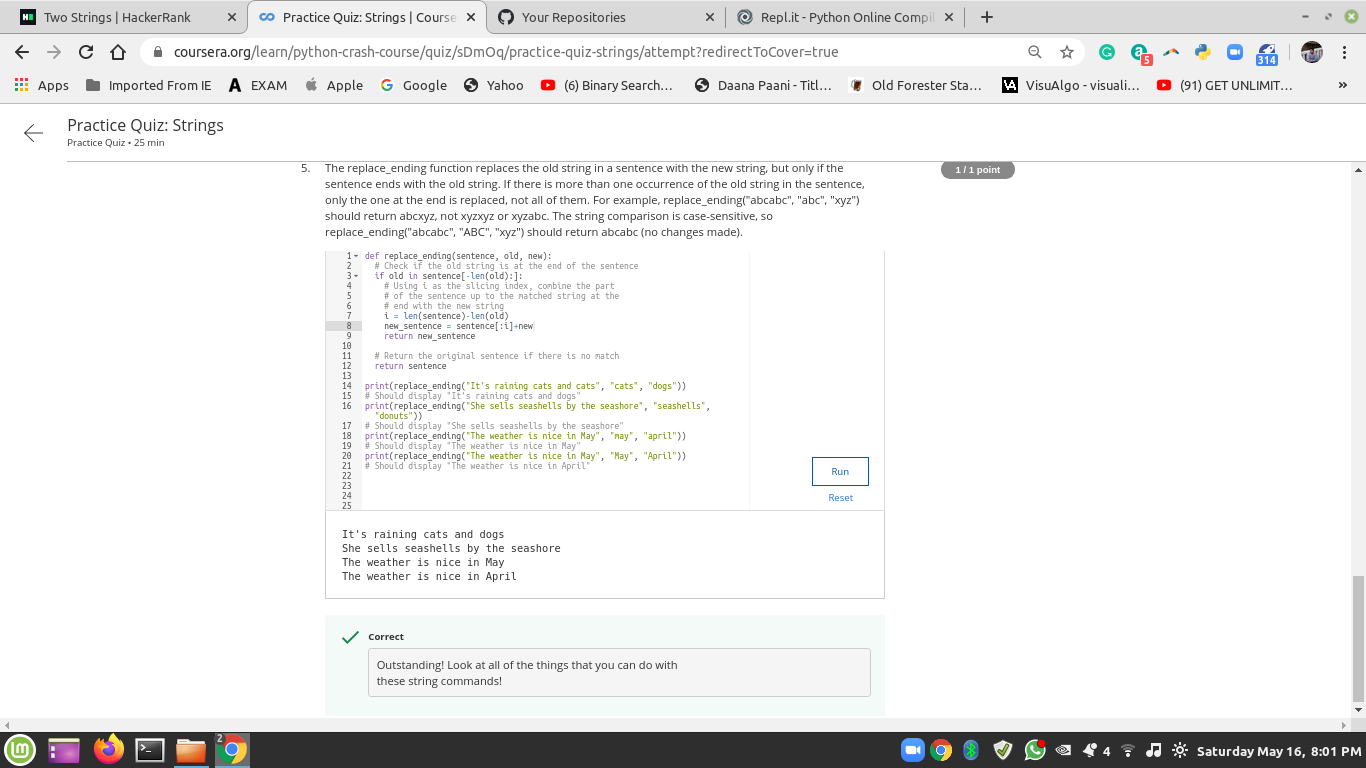 Two Strings | HackerRank
Practice Quiz: Strings | Course
Your Repositories
Repl.it - Python Online Compil
coursera.org/learn/python-crash-course/quiz/sDmOq/practice-quiz-strings/attempt?redirectToCover=true
5
314
Apps
Imported From IE
EXAM
Apple
Google
Yahoo
(6) Binary Search...
Daana Paani - Titl...
Old Forester Sta...
VisuAlgo - visuali...
(91) GET UNLIMIT...
»
Practice Quiz: Strings
Practice Quiz • 25 min
5. The replace_ending function replaces the old string in a sentence with the new string, but only if the
sentence ends with the old string. If there is more than one occurrence of the old string in the sentence,
only the one at the end is replaced, not all of them. For example, replace_ending("abcabc", "abc", "xyz")
should return abcxyz, not xyzxyz or xyzabc. The string comparison is case-sensitive, so
replace_ending("abcabc", "ABC", "xyz") should return abcabc (no changes made).
1 / 1 point
1 def replace_ending(sentence, old, new):
2 # Check if the old string is at the end of the sentence
3 if old in sentence[-len(old):]:
4 # Using i as the slicing index, combine the part
5 # of the sentence up to the matched string at the
6 # end with the new string
7 i = len(sentence)-len(old)
8 new_sentence = sentence[:i]+new
9 return new_sentence
10
11 # Return the original sentence if there is no match
12 return sentence
13
14 print(replace_ending("It's raining cats and cats", "cats", "dogs"))
15 # Should display "It's raining cats and dogs"
16 print(replace_ending("She sells seashells by the seashore", "seashells",
"donuts"))
17 # Should display "She sells seashells by the seashore"
18 print(replace_ending("The weather is nice in May", "may", "april"))
19 # Should display "The weather is nice in May"
20 print(replace_ending("The weather is nice in May", "May", "April"))
21 # Should display "The weather is nice in April"
22
23
24
25
Run
Reset
It's raining cats and dogs
She sells seashells by the seashore
The weather is nice in May
The weather is nice in April
Correct
Outstanding! Look at all of the things that you can do with
these string commands!
2
4
Saturday May 16, 8:01 PM